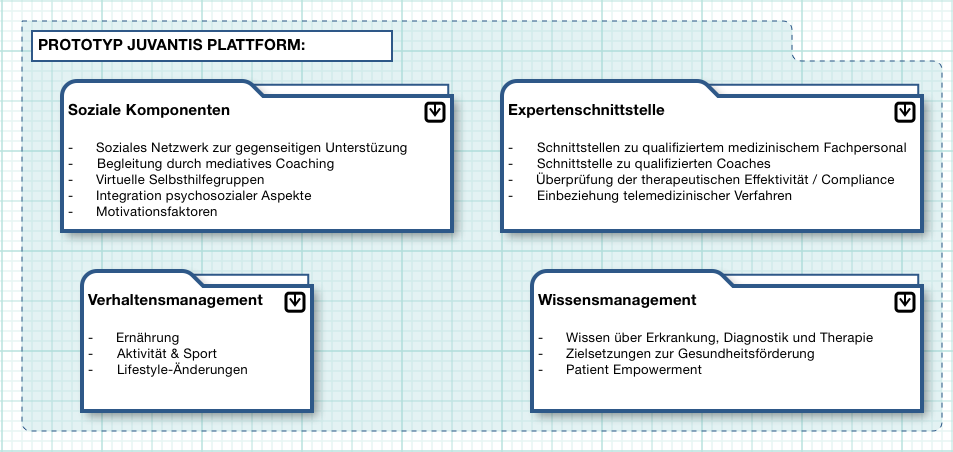 PROTOTYP JUVANTIS PLATTFORM:
Soziale Komponenten
- Soziales Netzwerk zur gegenseitigen Unterstüzung
- Begleitung durch mediatives Coaching
- Virtuelle Selbsthilfegruppen
- Integration psychosozialer Aspekte
- Motivationsfaktoren
Expertenschnittstelle
- Schnittstellen zu qualifiziertem medizinischem Fachpersonal
- Schnittstelle zu qualifizierten Coaches
- Überprüfung der therapeutischen Effektivität / Compliance
- Einbeziehung telemedizinischer Verfahren
Verhaltensmanagement
- Ernährung
- Aktivität & Sport
- Lifestyle-Änderungen
Wissensmanagement
- Wissen über Erkrankung, Diagnostik und Therapie
- Zielsetzungen zur Gesundheitsförderung
- Patient Empowerment